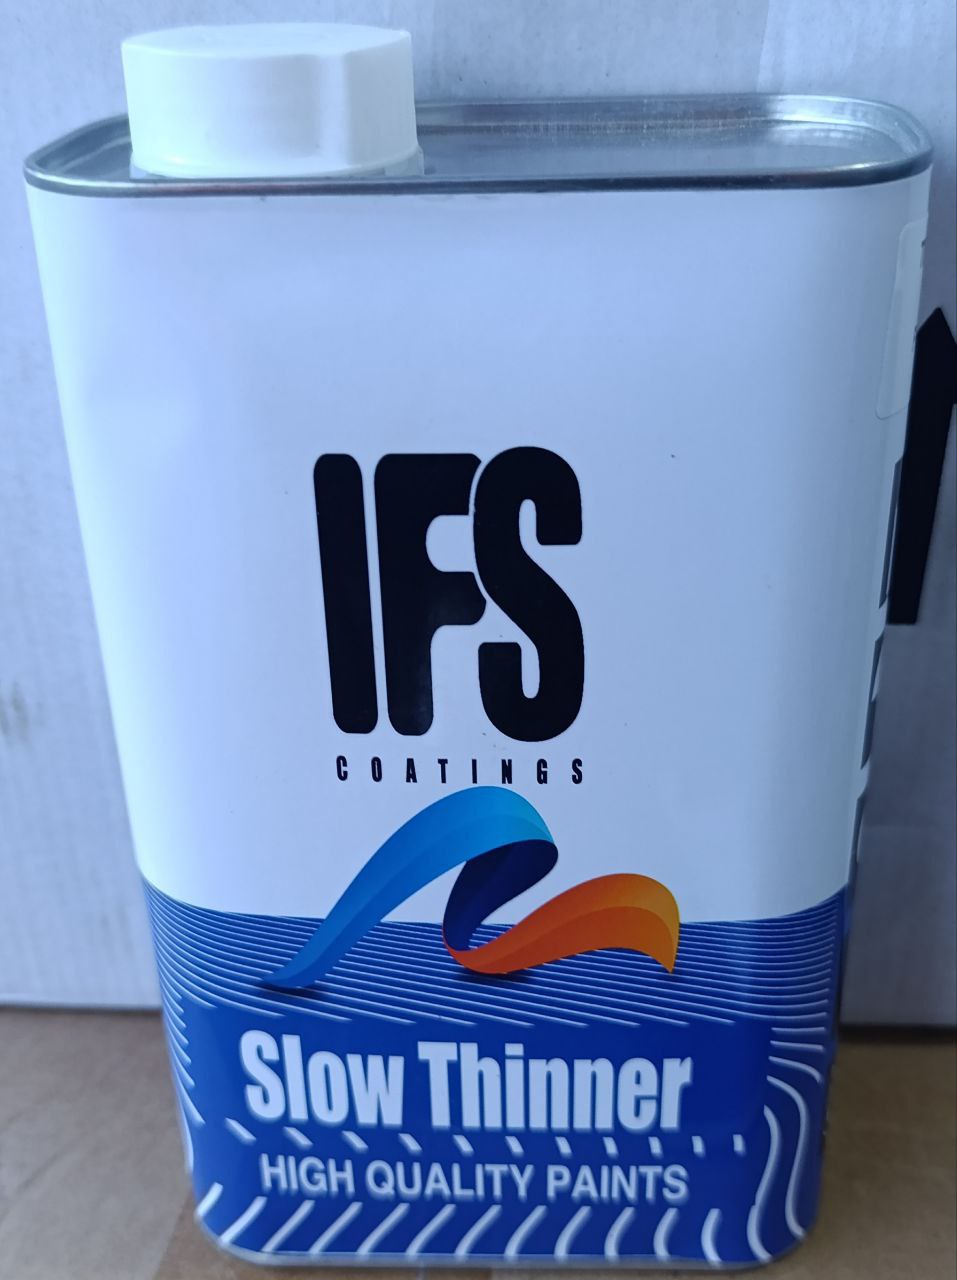 IFS
COATINGS
Slow Thinner
HIGH QUALITY PAINTS